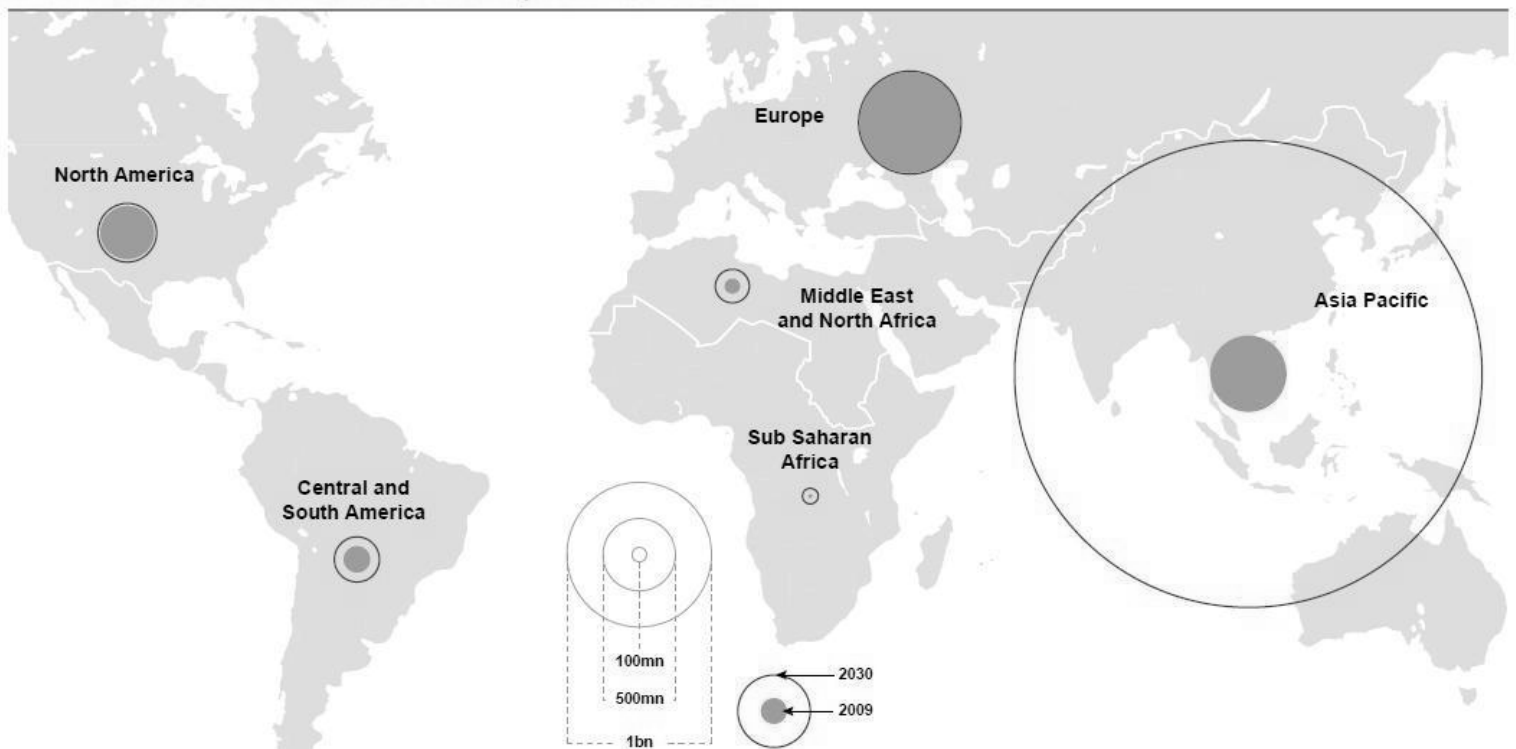 North America
Europe
Asia Pacific
Middle East
and North Africa
Sub Saharan
Africa
Central and
South America
100mn
500mn
1bn
2030
2009